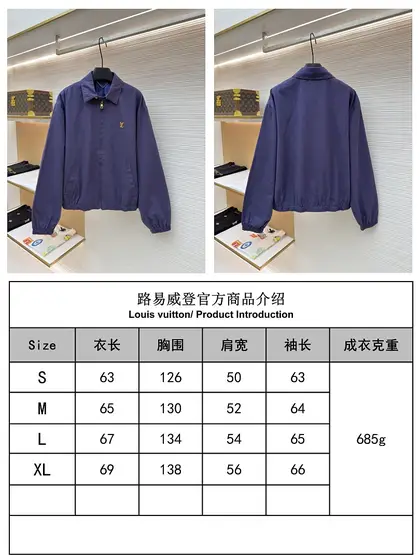 路易威登官方商品介绍
Louis vuitton/ Product Introduction
Size 衣长 胸围 肩宽 袖长 成衣克重
S 63 126 50 63
M 65 130 52 64
L 67 134 54 65
XL 69 138 56 66
685g